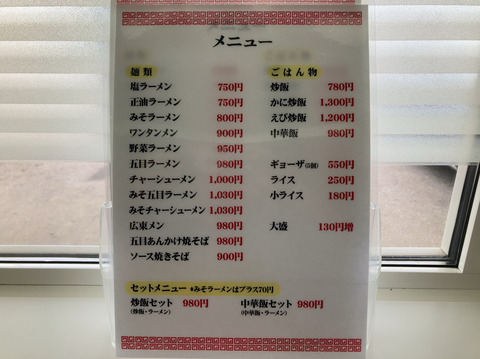 メニュー
麺類
塩ラーメン 750円
正油ラーメン 750円
みそラーメン 800円
ワンタンメン 900円
野菜ラーメン 950円
五目ラーメン 980円
チャーシューメン 1,000円
みそ五目ラーメン 1,030円
みそチャーシューメン 1,030円
広東メン 980円
五目あんかけ焼そば 980円
ソース焼きそば 900円
ごはん物
炒飯 780円
かに炒飯 1,300円
えび炒飯 1,200円
中華飯 980円
ギョーザ(5個) 550円
ライス 250円
小ライス 180円
大盛 130円増
セットメニュー *みそラーメンはプラス70円
炒飯セット 980円
(炒飯・ラーメン)
中華飯セット 980円
(中華飯・ラーメン)